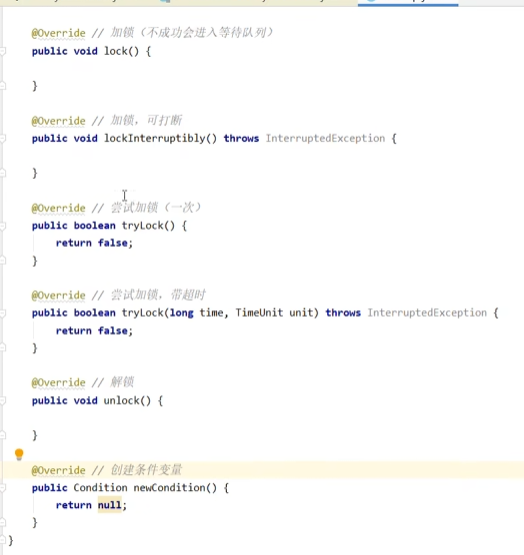 @Override // 加锁（不成功会进入等待队列）
public void lock() {
}
@Override // 加锁，可打断
public void lockInterruptibly() throws InterruptedException {
}
@Override // 尝试加锁（一次）
public boolean tryLock() {
return false;
}
@Override // 尝试加锁，带超时
public boolean tryLock(long time, TimeUnit unit) throws InterruptedException {
return false;
}
@Override // 解锁
public void unlock() {
}
@Override // 创建条件变量
public Condition newCondition() {
return null;
}
}